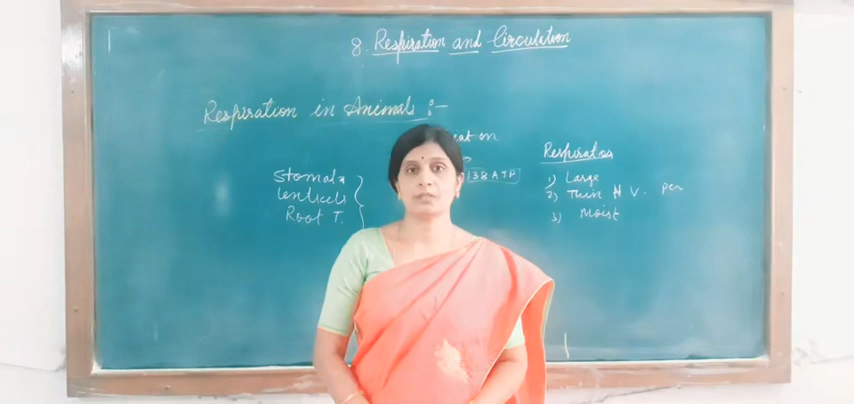 8. Respiration and Circulation
Respiration in Animals :-
Stomata
Lenticels
Root T.
38 ATP
Respiration
1) Large
2) Thin H V. per
3) Moist